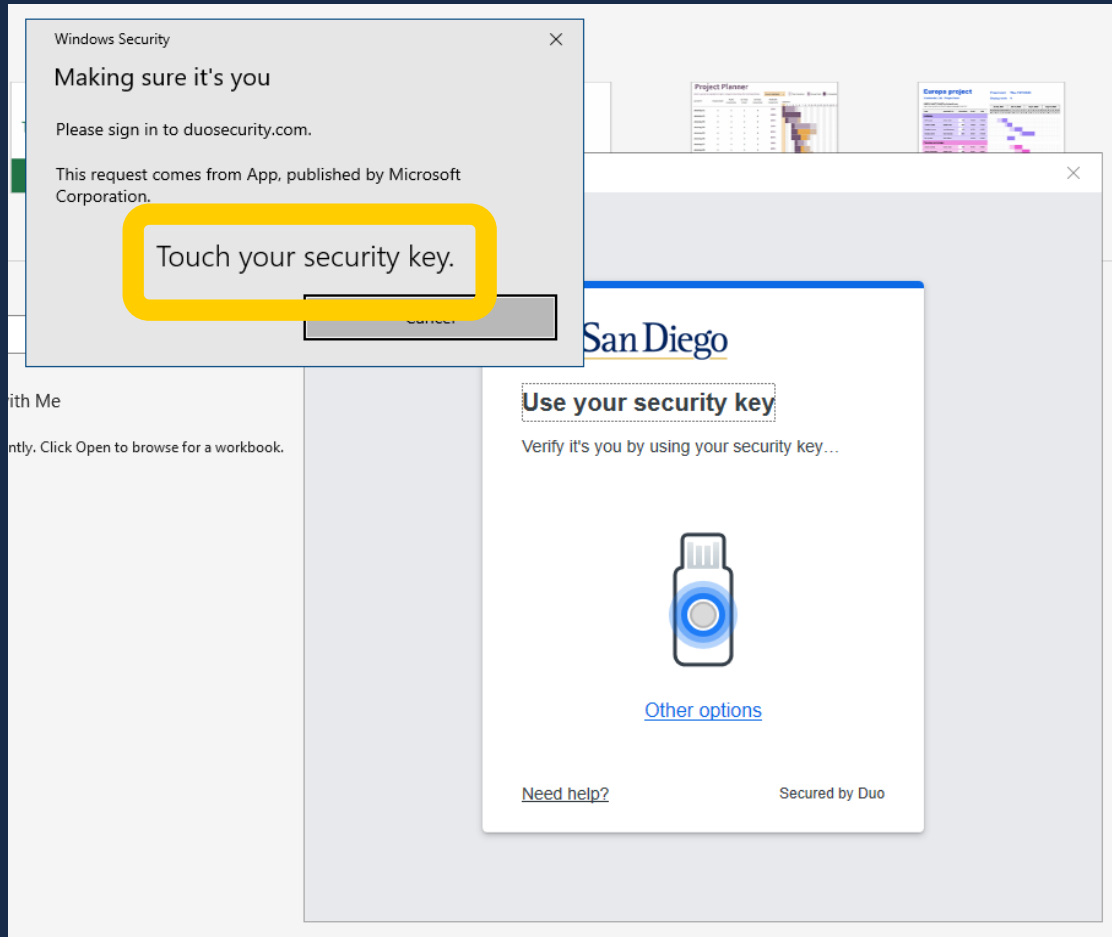 Windows Security
Making sure it's you
Please sign in to duosecurity.com.
This request comes from App, published by Microsoft
Corporation.
Touch your security key.
Project Planner
Europa project
San Diego
Use your security key
Verify it's you by using your security key...
Other options
Need help?
Secured by Duo
with Me
ntly. Click Open to browse for a workbook.